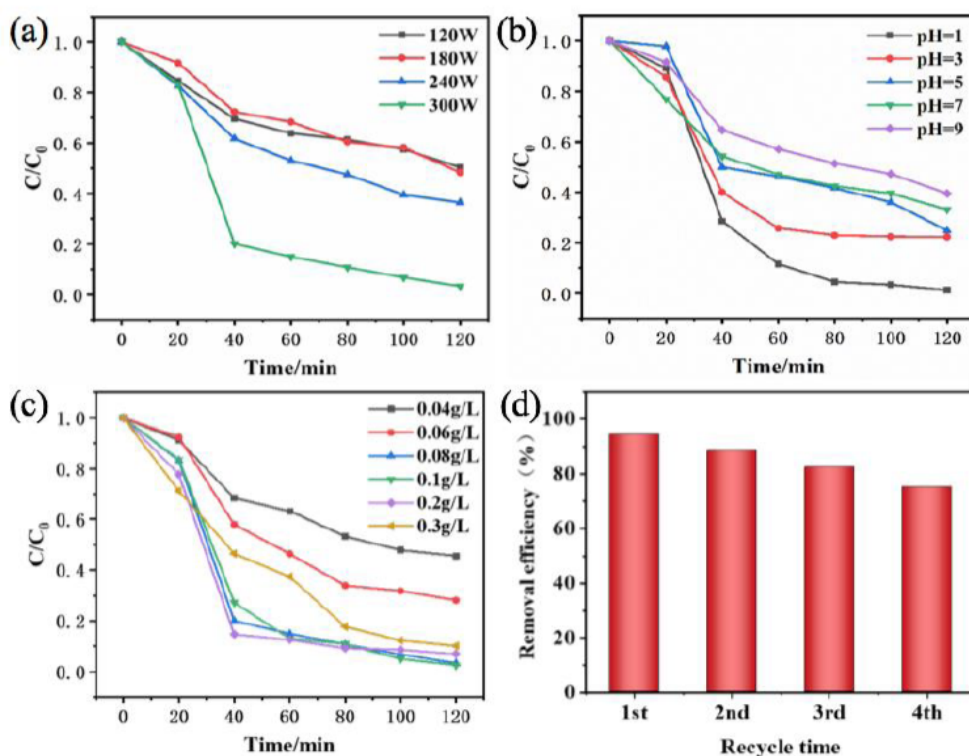 (a)
120W
180W
240W
300W
1.0
0.8
0.6
0.4
0.2
0.0
C/C0
0 20 40 60 80 100 120
Time/min
(b)
pH=1
pH=3
pH=5
pH=7
pH=9
1.0
0.8
0.6
0.4
0.2
0.0
C/C0
0 20 40 60 80 100 120
Time/min
(c)
0.04g/L
0.06g/L
0.08g/L
0.1g/L
0.2g/L
0.3g/L
1.0
0.8
0.6
0.4
0.2
0.0
C/C0
0 20 40 60 80 100 120
Time/min
(d)
100
80
60
40
20
0
Removal efficiency（%）
1st 2nd 3rd 4th
Recycle time